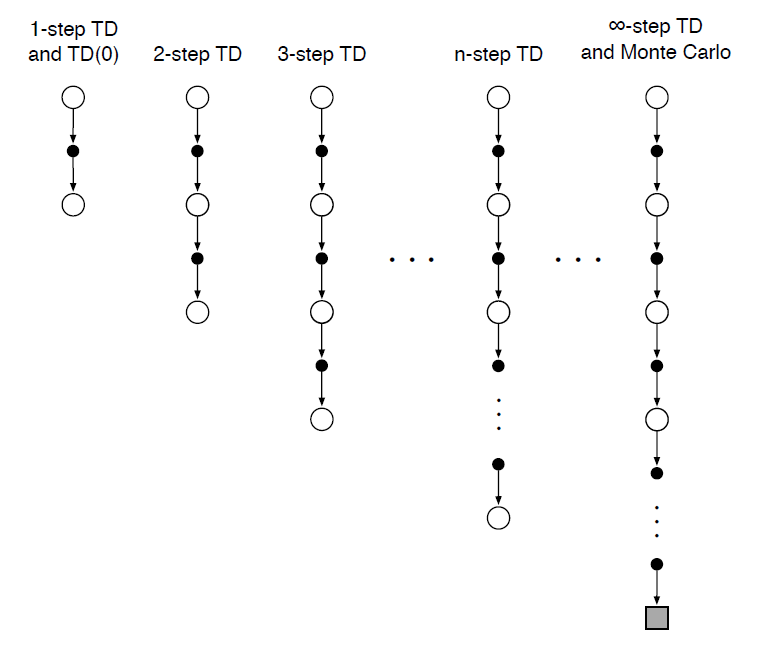 1-step TD
and TD(0)
2-step TD
3-step TD
n-step TD
∞-step TD
and Monte Carlo